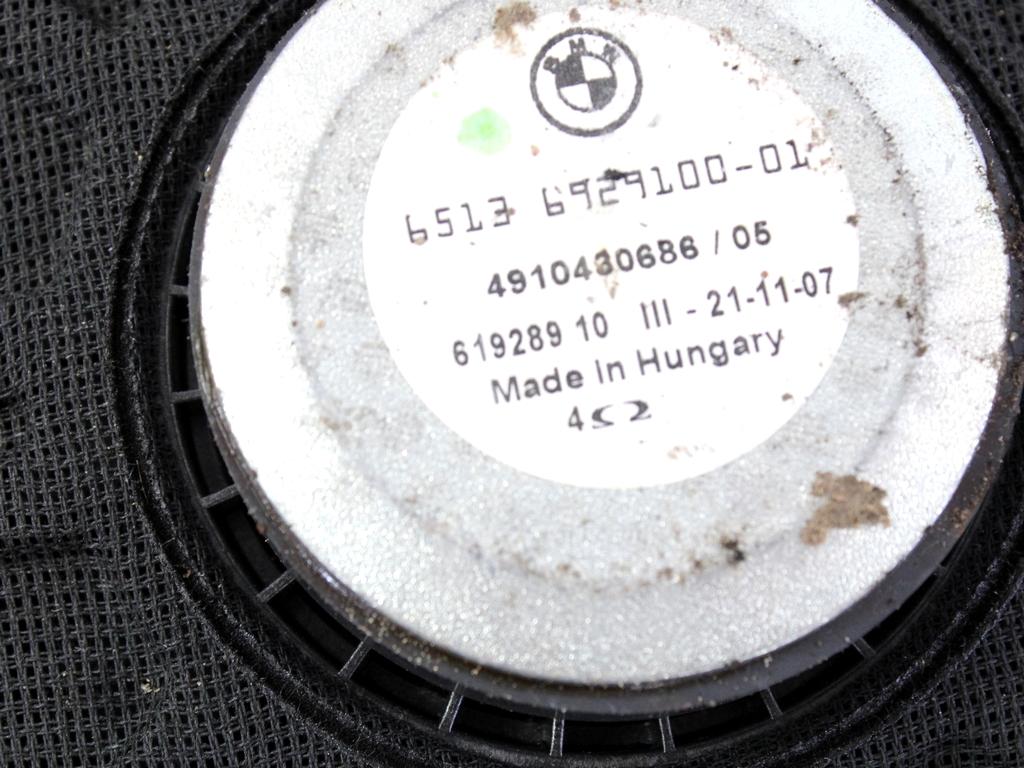 BMW
6513 6929100-01
4910430686 / 05
619289 10 III - 21-11-07
Made In Hungary
4Ω